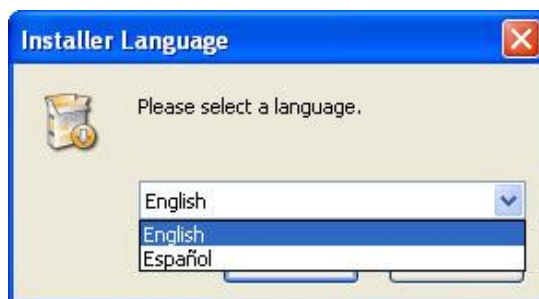 Installer Language
Please select a language.
English
English
Español